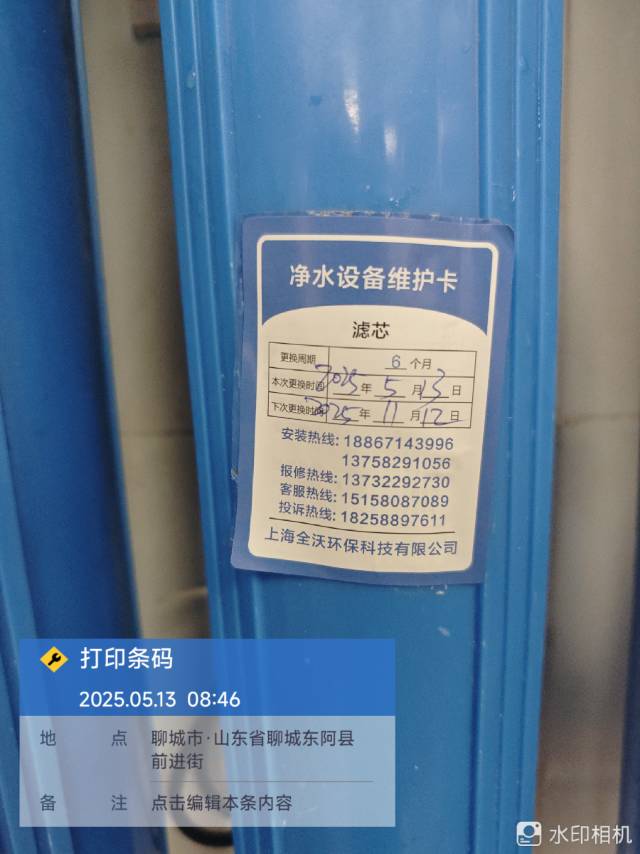 净水设备维护卡
滤芯
更换周期 6 个月
本次更换时间 2025 年 5 月 13 日
下次更换时间 2025 年 11 月 12 日
安装热线: 18867143996
13758291056
报修热线: 13732292730
客服热线: 15158087089
投诉热线: 18258897611
上海全沃环保科技有限公司
打印条码
2025.05.13 08:46
地 点 聊城市·山东省聊城东阿县
前进街
备 注 点击编辑本条内容
水印相机